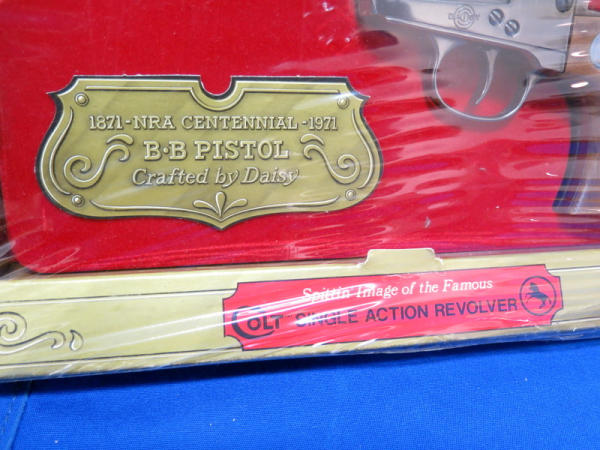 1871-NRA CENTENNIAL-1971
B·B PISTOL
Crafted by Daisy
Spittin Image of the Famous
COLT SINGLE ACTION REVOLVER